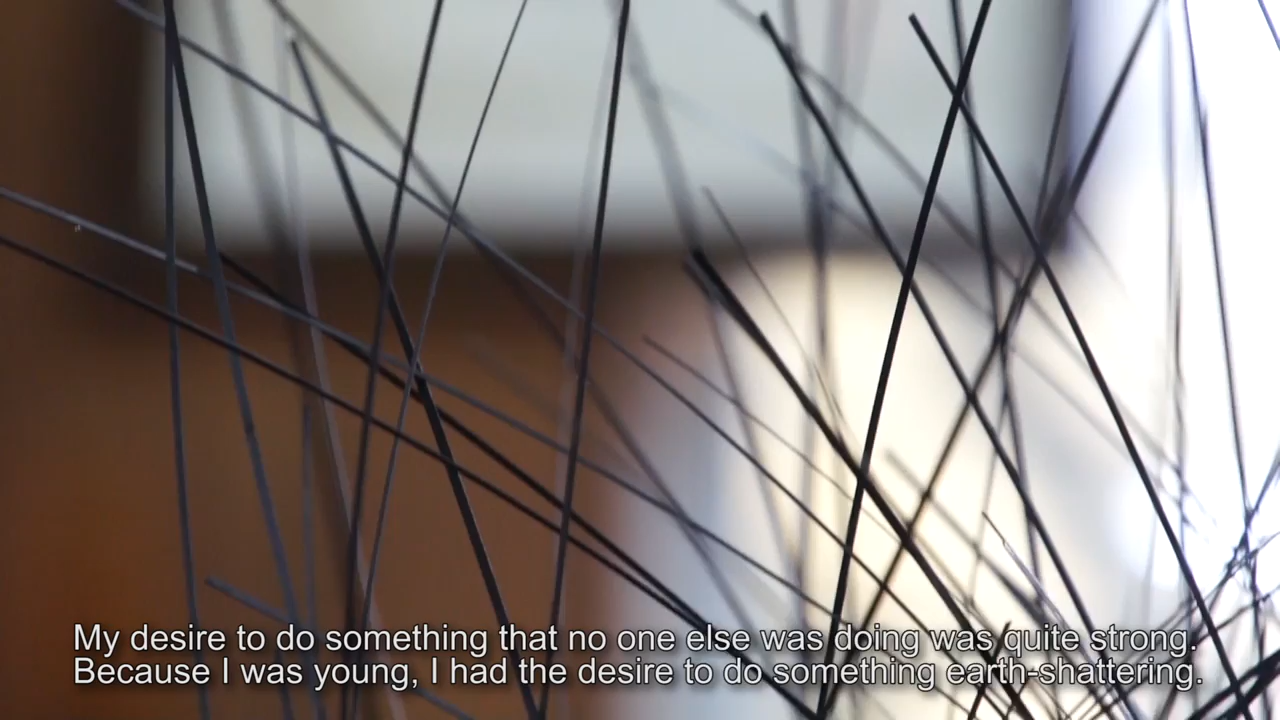 My desire to do something that no one else was doing was quite strong.
Because I was young, I had the desire to do something earth-shattering.